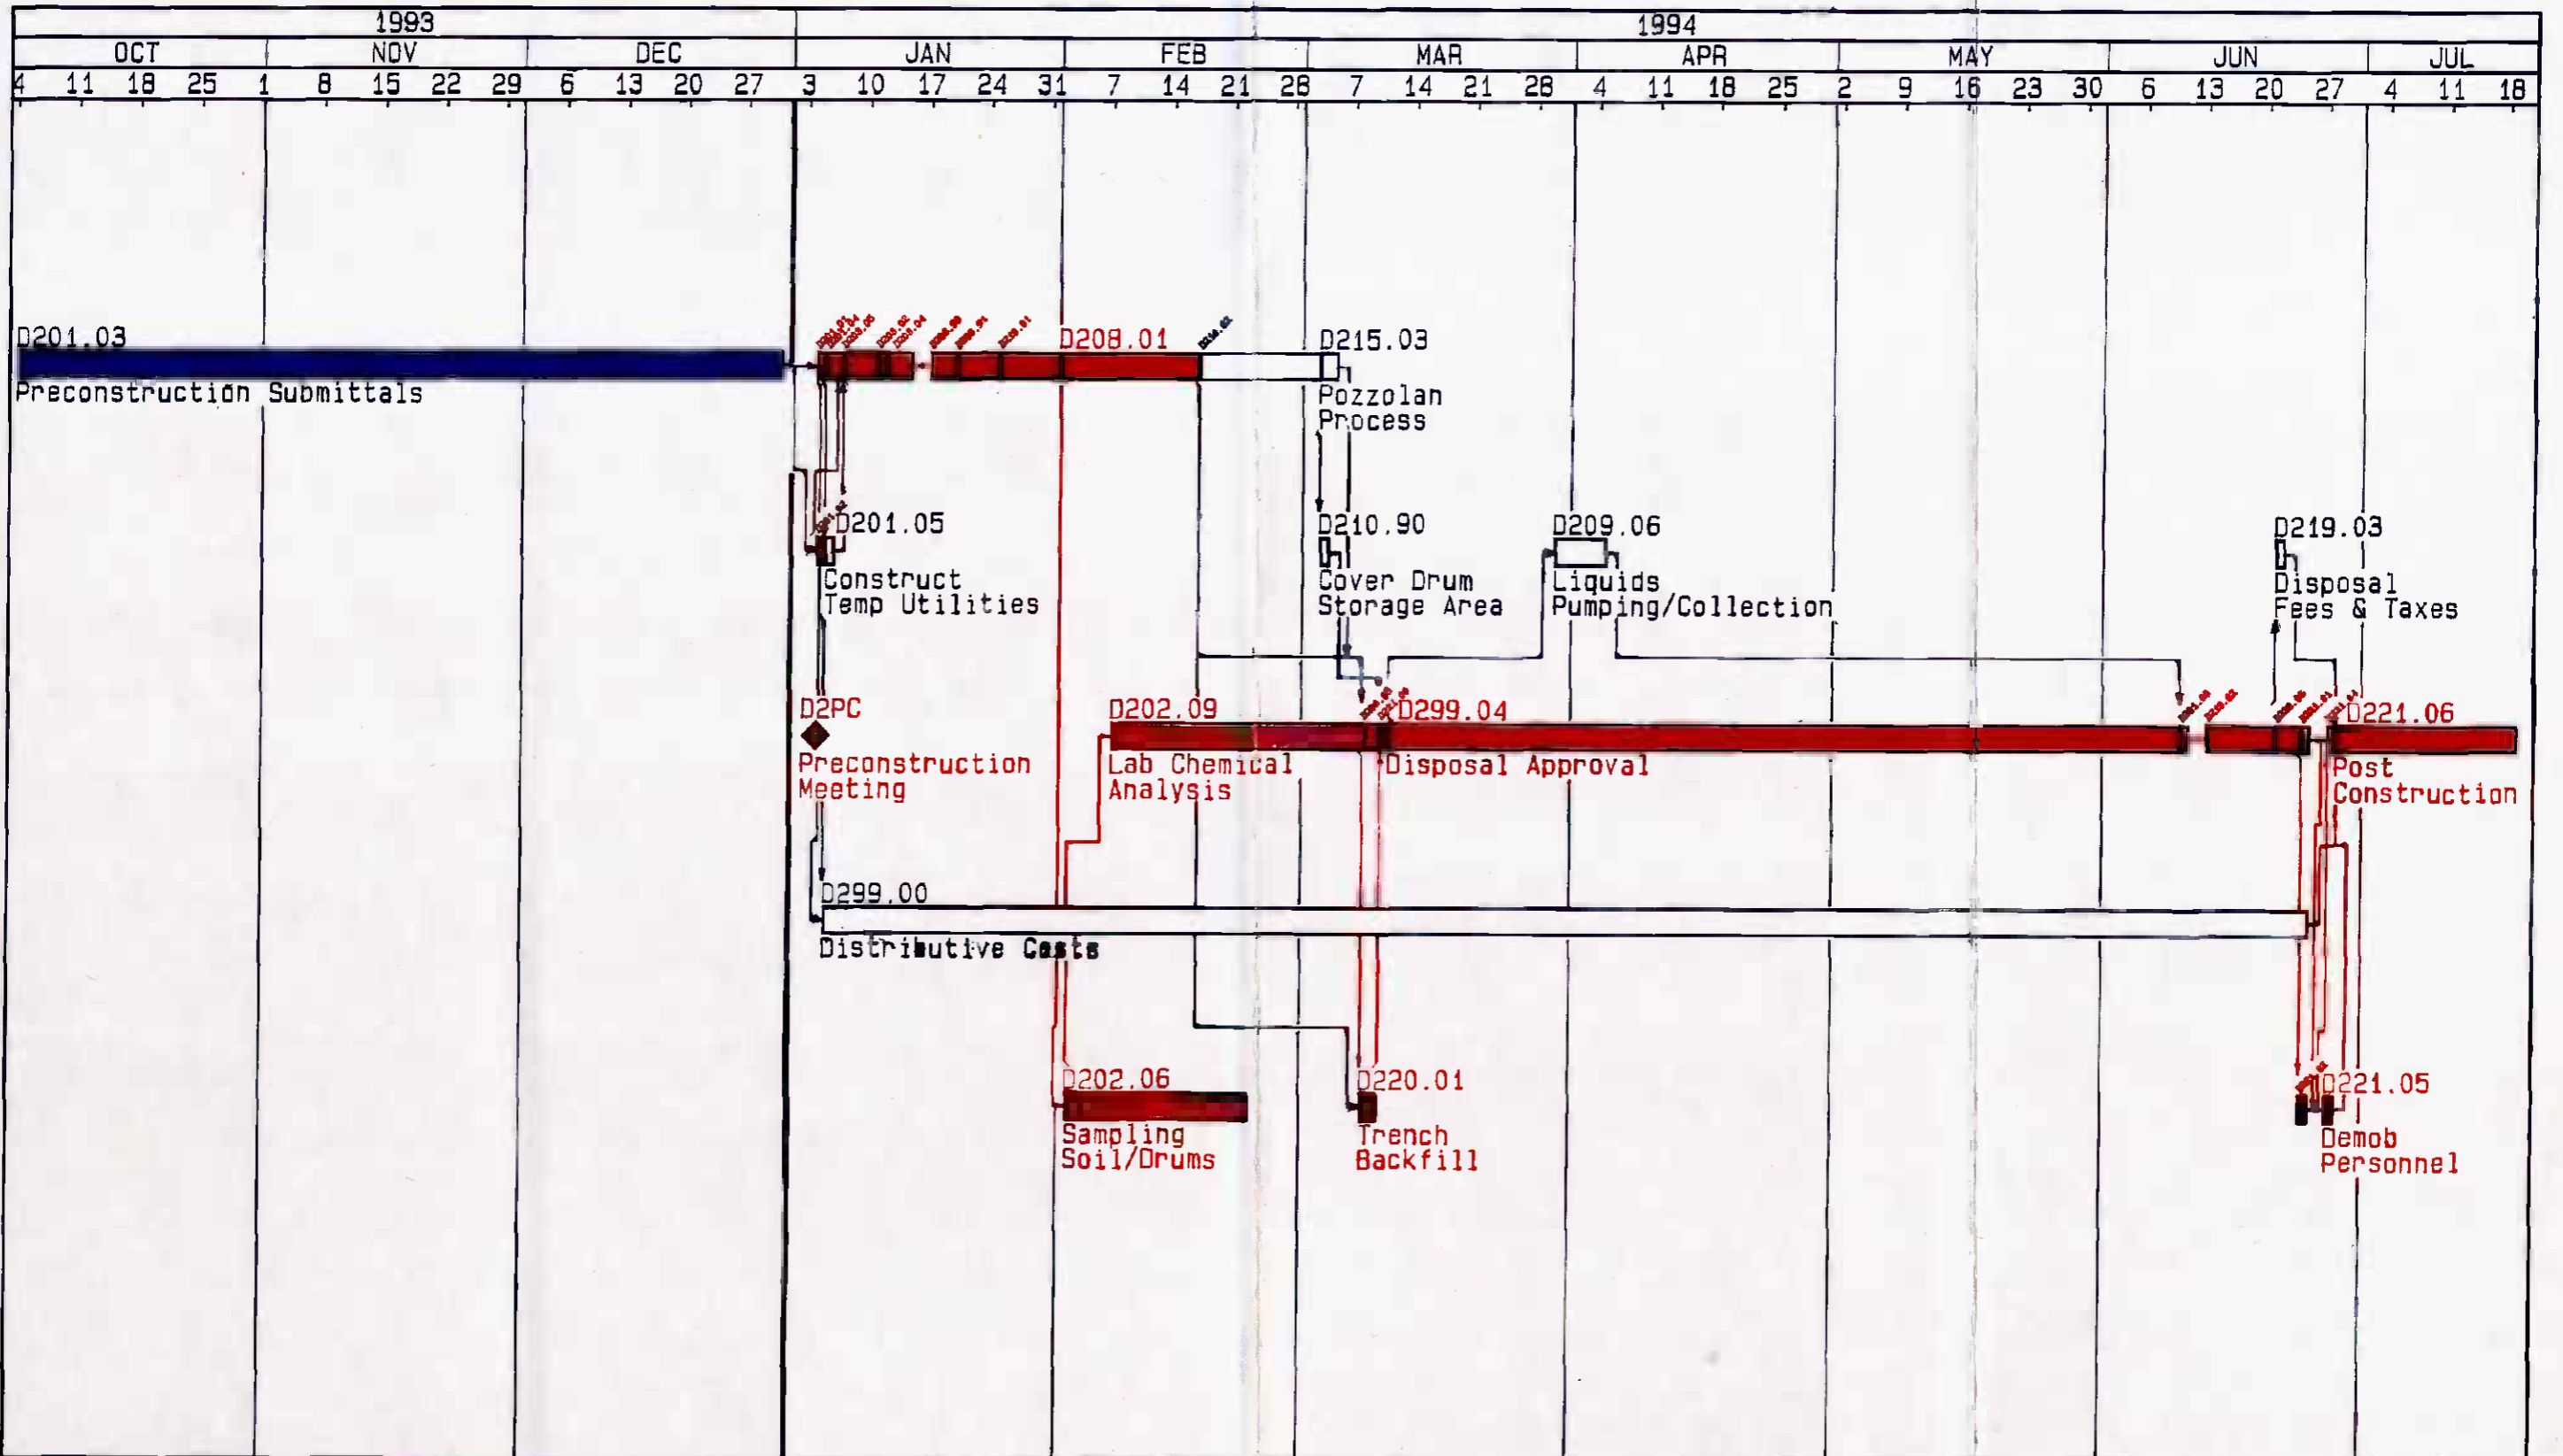 1993 1994
OCT NOV DEC JAN FEB MAR APR MAY JUN JUL
4 11 18 25 1 8 15 22 29 6 13 20 27 3 10 17 24 31 7 14 21 28 7 14 21 28 4 11 18 25 2 9 16 23 30 6 13 20 27 4 11 18
D201.03 D208.01 D215.03
Preconstruction Submittals
Pozzolan
Process
D201.05 D210.90 D209.06 D219.03
Construct
Temp Utilities
Cover Drum
Storage Area
Liquids
Pumping/Collection
Disposal
Fees & Taxes
D2PC D202.09 D299.04 D221.06
Preconstruction
Meeting
Lab Chemical
Analysis
Disposal Approval
Post
Construction
D299.00
Distributive Costs
D202.06 D220.01 D221.05
Sampling
Soil/Drums
Trench
Backfill
Demob
Personnel